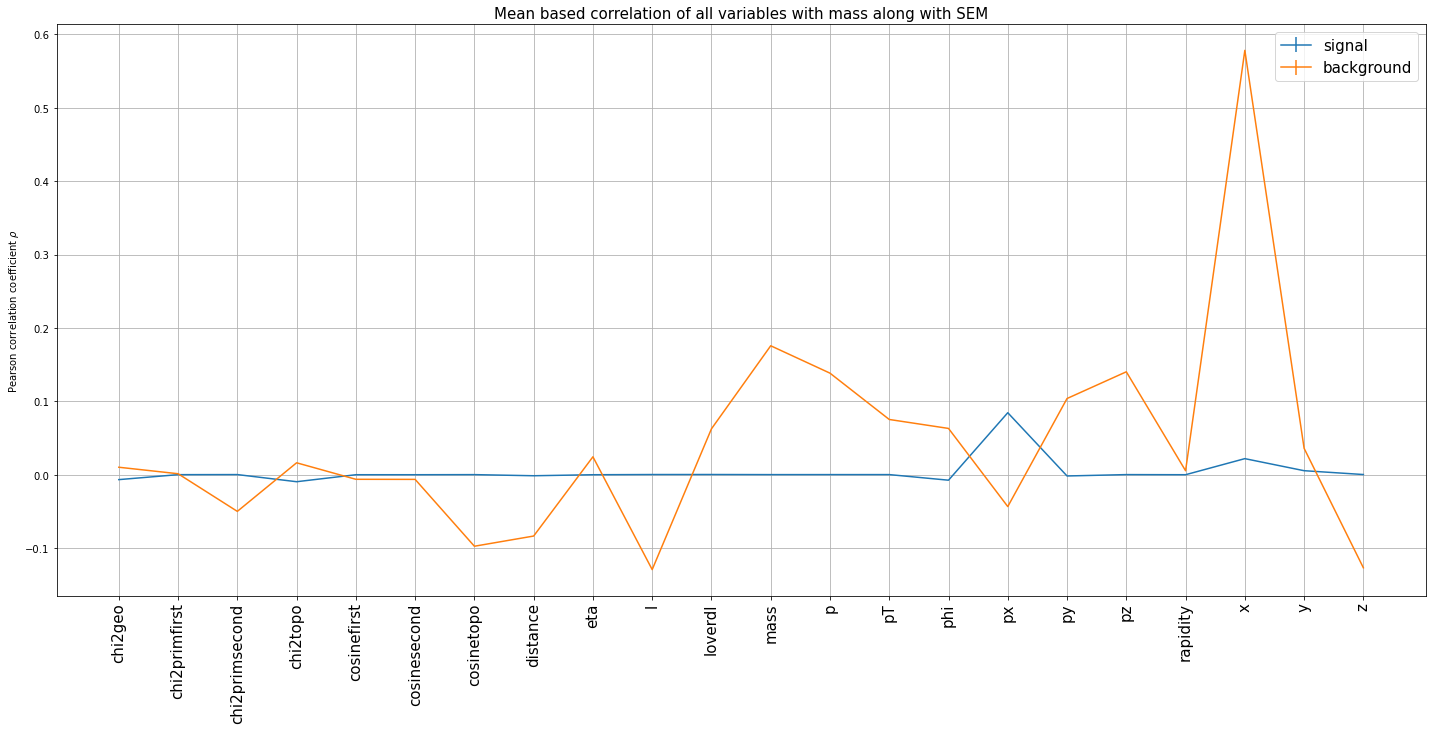 Mean based correlation of all variables with mass along with SEM
signal
background
Pearson correlation coefficient ρ
0.6
0.5
0.4
0.3
0.2
0.1
0.0
−0.1
chi2geo
chi2primfirst
chi2primsecond
chi2topo
cosinefirst
cosinesecond
cosinetopo
distance
eta
l
loverdl
mass
p
pT
phi
px
py
pz
rapidity
x
y
z